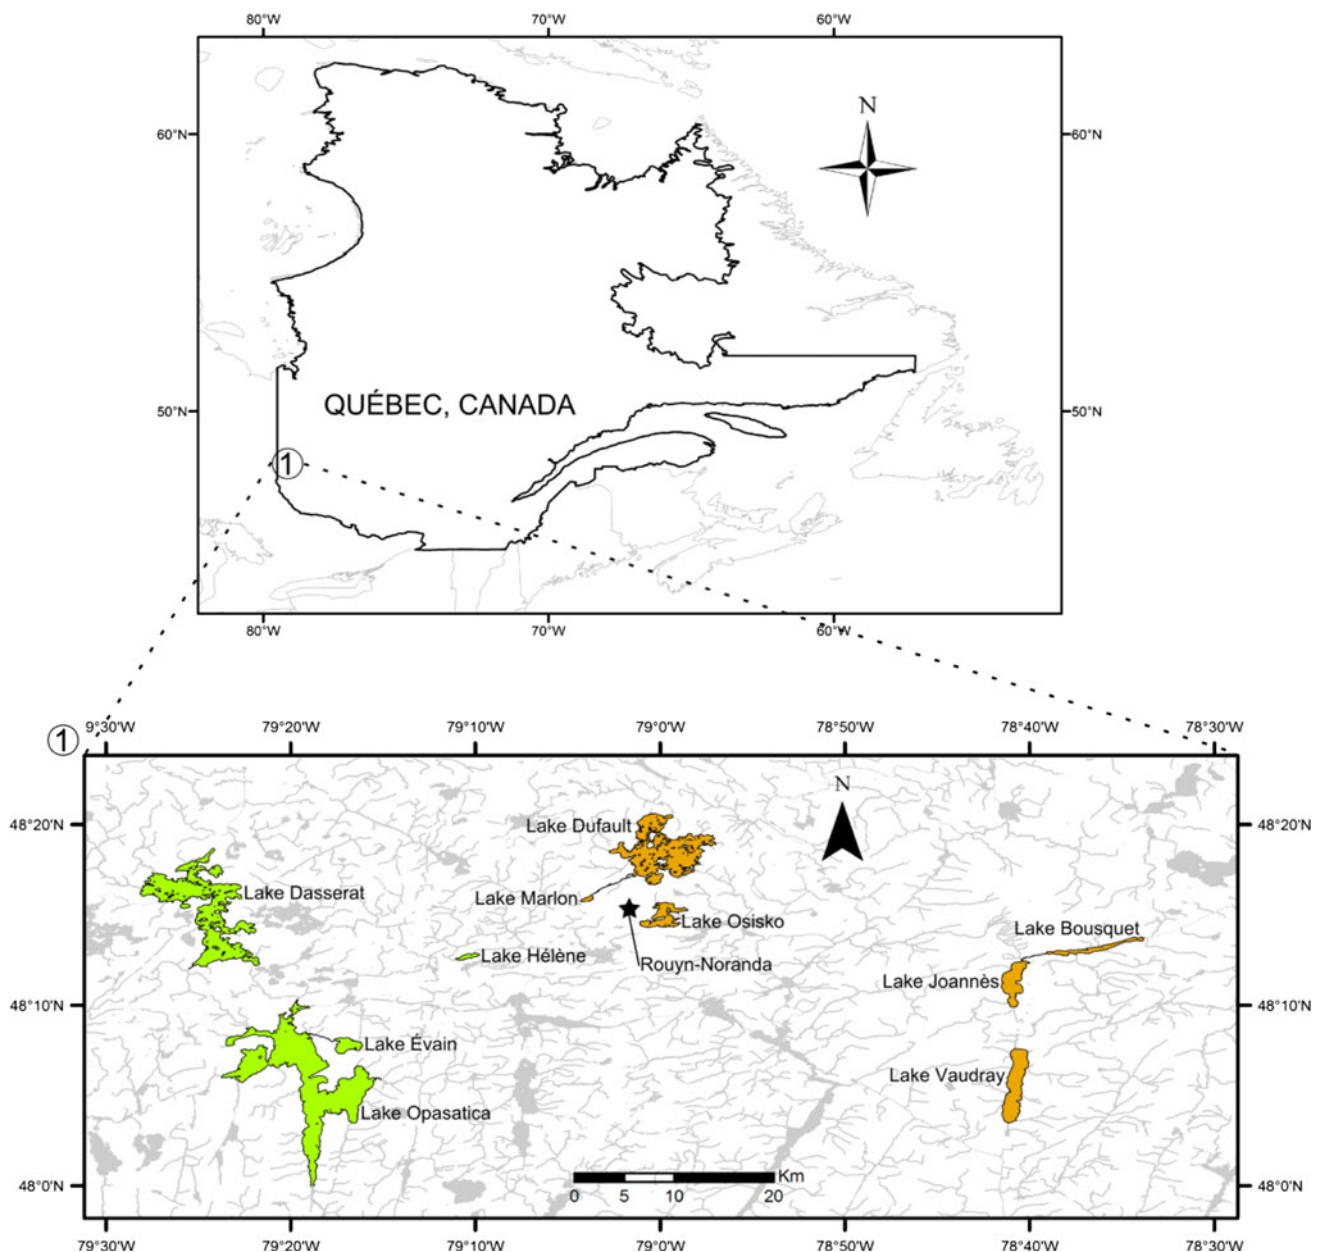 80°W 70°W 60°W
N
60°N 60°N
QUÉBEC, CANADA
50°N 50°N
1
80°W 70°W 60°W
1
9°30'W 79°20'W 79°10'W 79°0'W 78°50'W 78°40'W 78°30'W
N
48°20'N Lake Dufault 48°20'N
Lake Dasserat
Lake Marlon
Lake Osisko
Lake Bousquet
Lake Hélène
Rouyn-Noranda
Lake Joannès
48°10'N 48°10'N
Lake Évain
Lake Vaudray
Lake Opasatica
Km
0 5 10 20
48°0'N 48°0'N
79°30'W 79°20'W 79°10'W 79°0'W 78°50'W 78°40'W 78°30'W